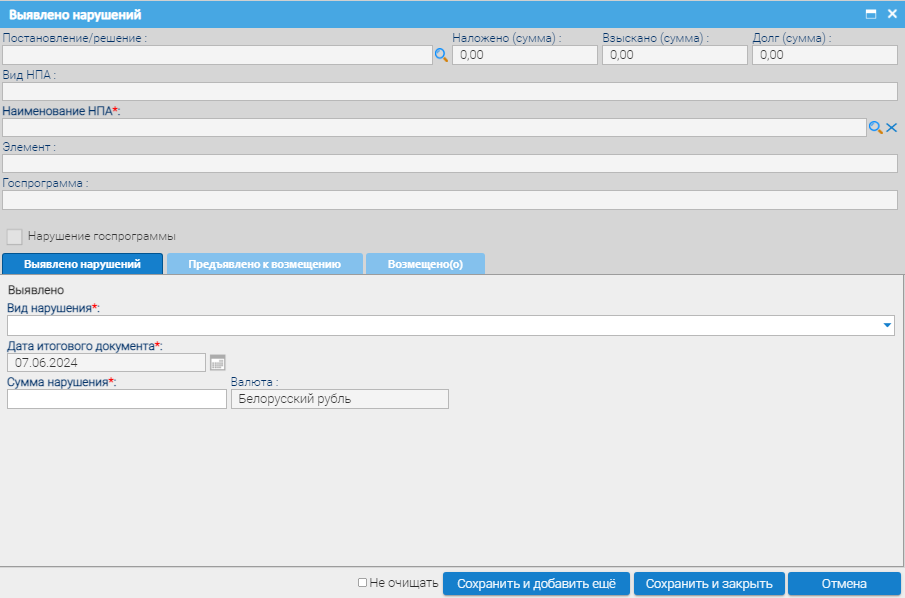 Выявлено нарушений
Постановление/решение :
Наложено (сумма) :
Взыскано (сумма) :
Долг (сумма) :
0,00
0,00
0,00
Вид НПА :
Наименование НПА*:
Элемент :
Госпрограмма :
Нарушение госпрограммы
Выявлено нарушений
Предъявлено к возмещению
Возмещено(о)
Выявлено
Вид нарушения*:
Дата итогового документа*:
07.06.2024
Сумма нарушения*:
Валюта :
Белорусский рубль
Не очищать
Сохранить и добавить ещё
Сохранить и закрыть
Отмена